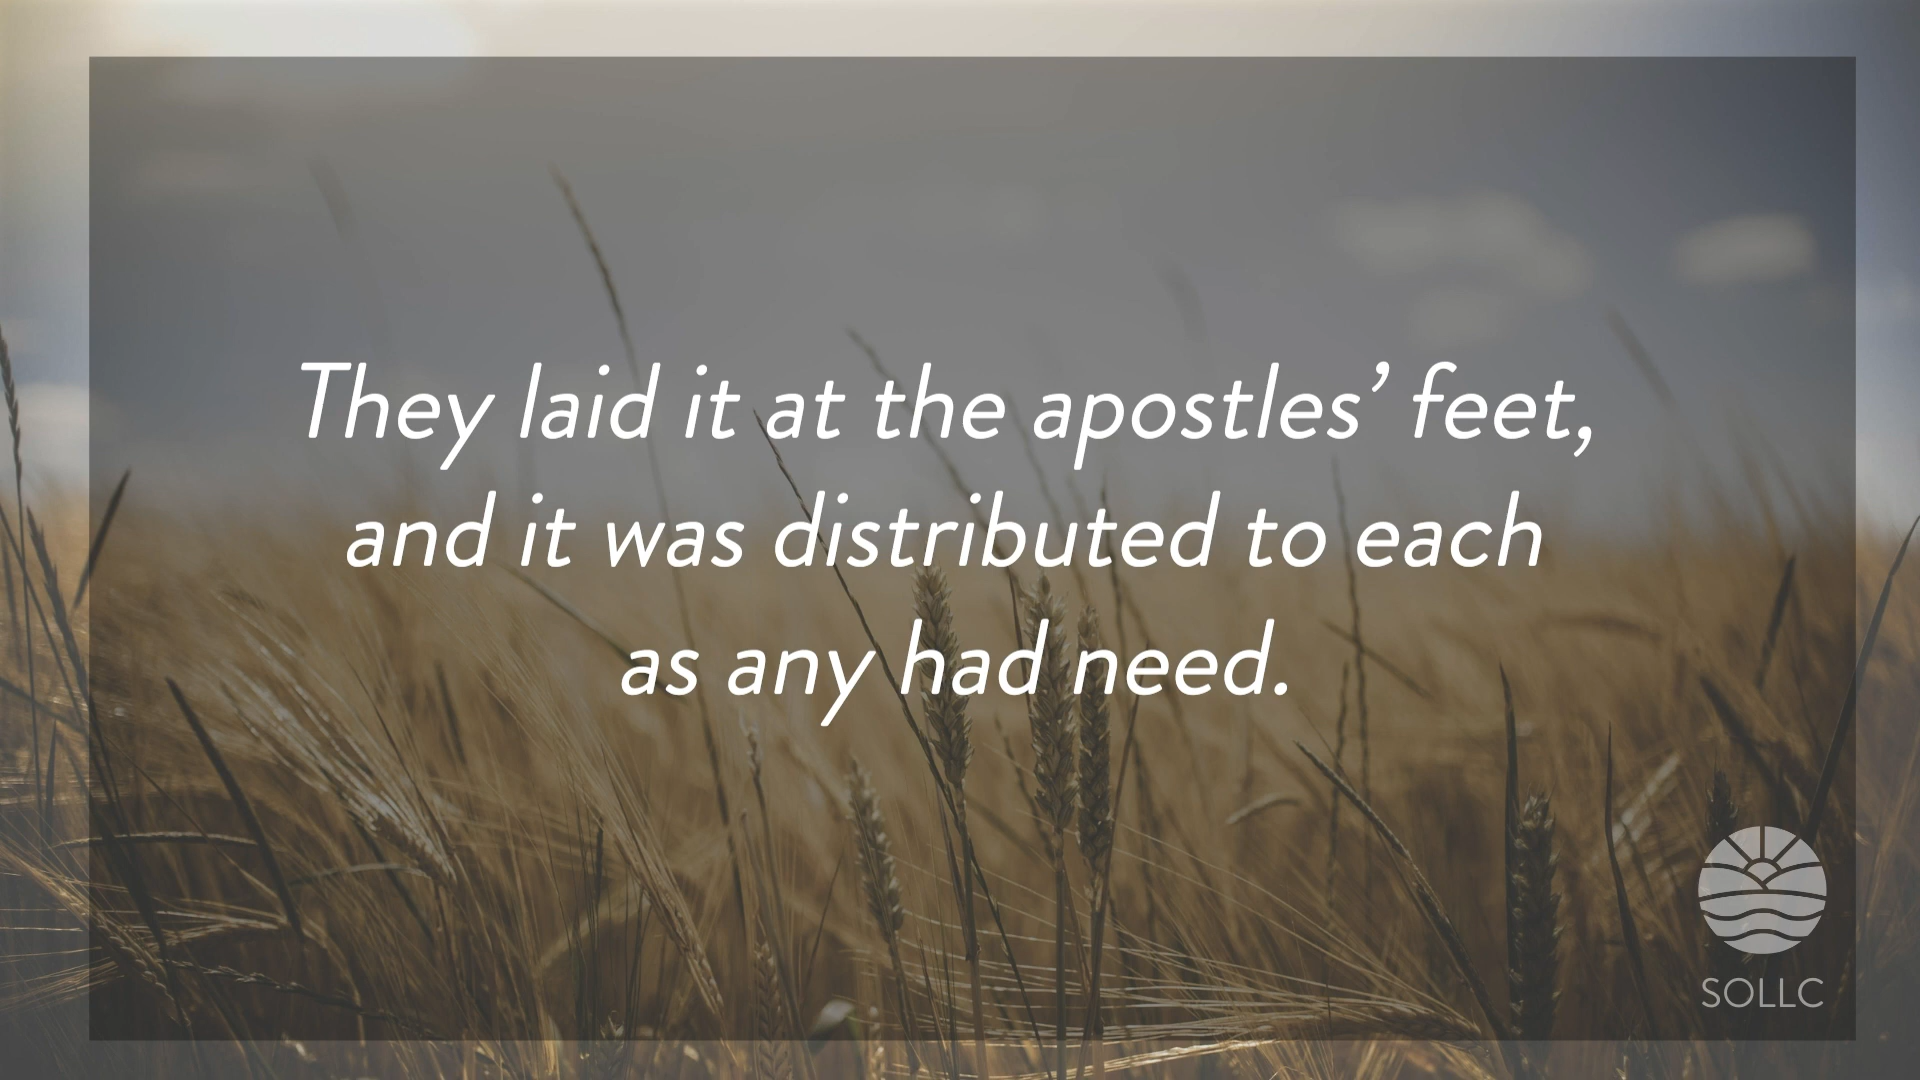 They laid it at the apostles’ feet,
and it was distributed to each
as any had need.
SOLLC